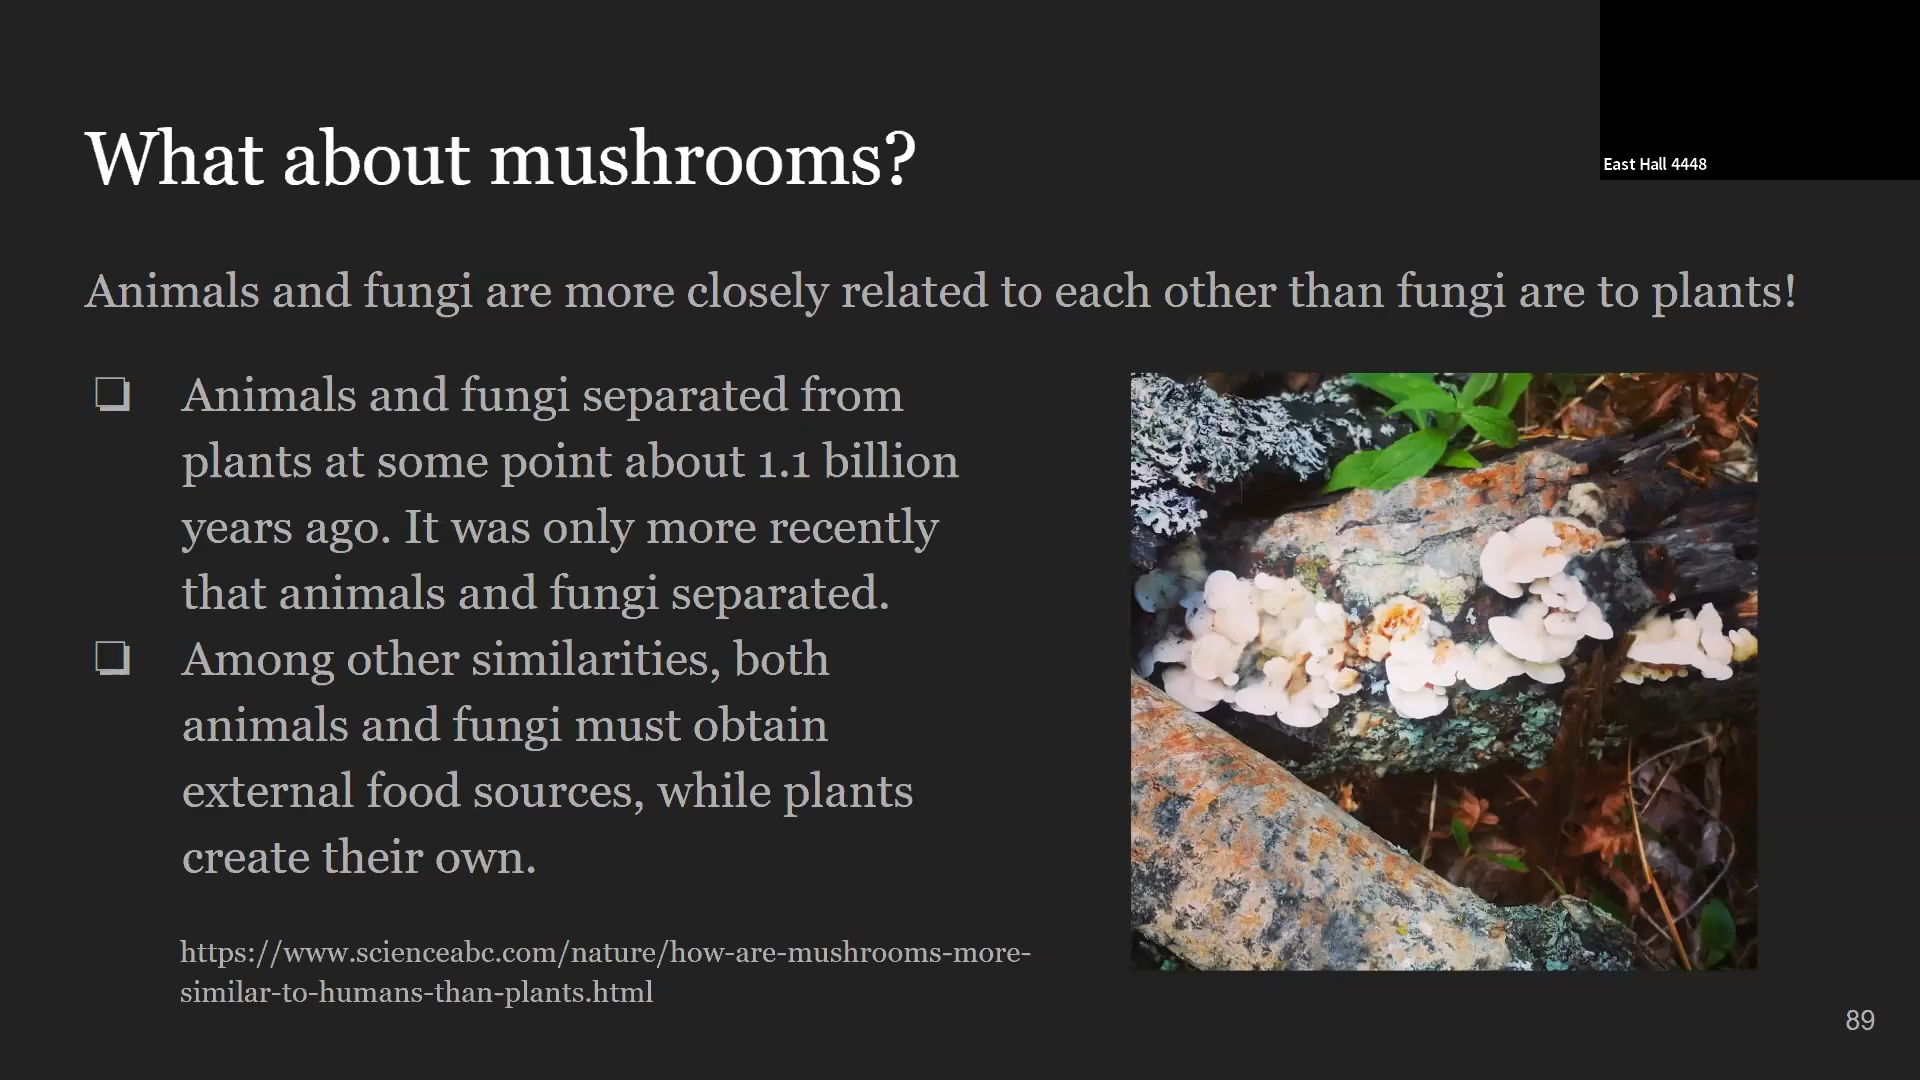 East Hall 4448
What about mushrooms?
Animals and fungi are more closely related to each other than fungi are to plants!
❏ Animals and fungi separated from
plants at some point about 1.1 billion
years ago. It was only more recently
that animals and fungi separated.
❏ Among other similarities, both
animals and fungi must obtain
external food sources, while plants
create their own.
https://www.scienceabc.com/nature/how-are-mushrooms-more-
similar-to-humans-than-plants.html
89